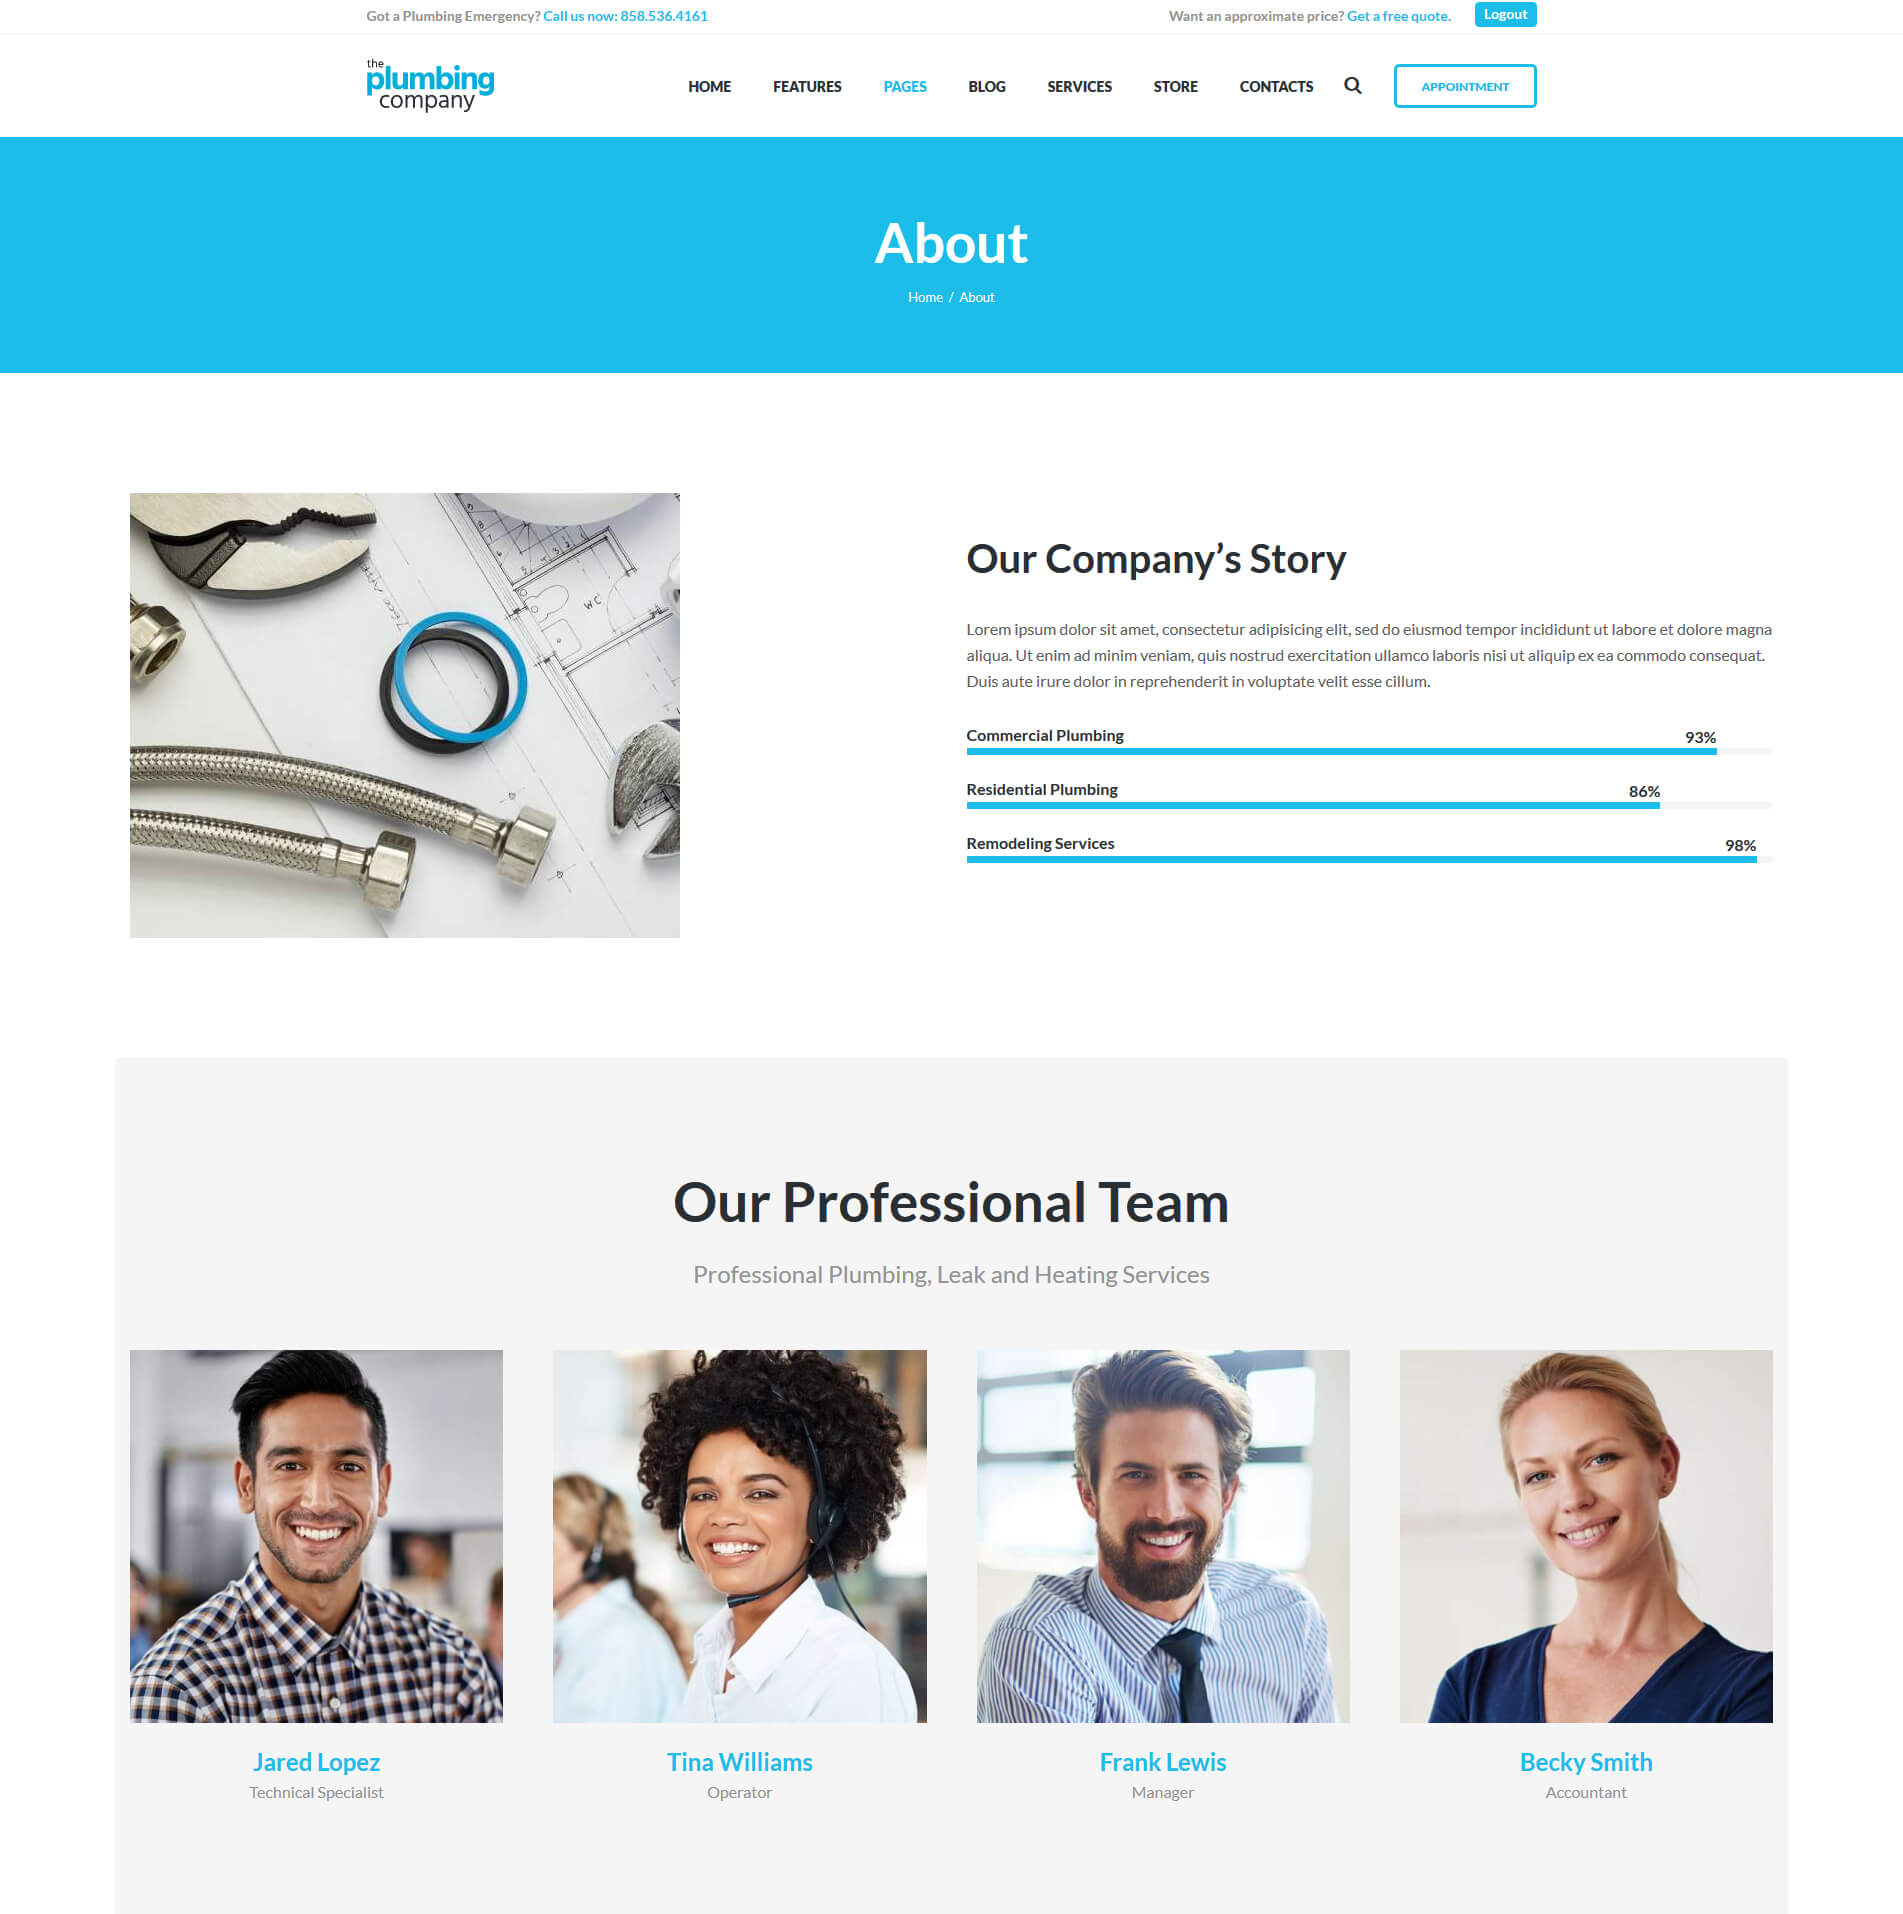 Got a Plumbing Emergency? Call us now: 858.536.4161
Want an approximate price? Get a free quote.
Logout
the
plumbing
company
HOME
FEATURES
PAGES
BLOG
SERVICES
STORE
CONTACTS
APPOINTMENT
About
Home / About
WC
Our Company’s Story
Lorem ipsum dolor sit amet, consectetur adipisicing elit, sed do eiusmod tempor incididunt ut labore et dolore magna
aliqua. Ut enim ad minim veniam, quis nostrud exercitation ullamco laboris nisi ut aliquip ex ea commodo consequat.
Duis aute irure dolor in reprehenderit in voluptate velit esse cillum.
Commercial Plumbing 93%
Residential Plumbing 86%
Remodeling Services 98%
Our Professional Team
Professional Plumbing, Leak and Heating Services
Jared Lopez
Technical Specialist
Tina Williams
Operator
Frank Lewis
Manager
Becky Smith
Accountant